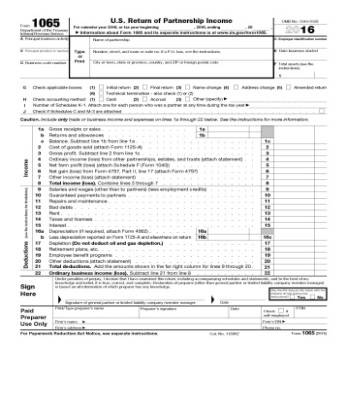 Form 1065
Department of the Treasury
Internal Revenue Service
U.S. Return of Partnership Income
For calendar year 2016, or tax year beginning , 2016, ending , 20
▶ Information about Form 1065 and its separate instructions is at www.irs.gov/form1065.
OMB No. 1545-0123
2016
A Principal business activity
Name of partnership
D Employer identification number
B Principal product or service
Type or Print
Number, street, and room or suite no. If a P.O. box, see the instructions.
E Date business started
C Business code number
City or town, state or province, country, and ZIP or foreign postal code
F Total assets (see the instructions)
$
G Check applicable boxes: (1) Initial return (2) Final return (3) Name change (4) Address change (5) Amended return
(6) Technical termination - also check (1) or (2)
H Check accounting method: (1) Cash (2) Accrual (3) Other (specify) ▶
I Number of Schedules K-1. Attach one for each person who was a partner at any time during the tax year ▶
J Check if Schedules C and M-3 are attached
Caution. Include only trade or business income and expenses on lines 1a through 22 below. See the instructions for more information.
Income
1a Gross receipts or sales 1a
b Returns and allowances 1b
c Balance. Subtract line 1b from line 1a 1c
2 Cost of goods sold (attach Form 1125-A) 2
3 Gross profit. Subtract line 2 from line 1c 3
4 Ordinary income (loss) from other partnerships, estates, and trusts (attach statement) 4
5 Net farm profit (loss) (attach Schedule F (Form 1040)) 5
6 Net gain (loss) from Form 4797, Part II, line 17 (attach Form 4797) 6
7 Other income (loss) (attach statement) 7
8 Total income (loss). Combine lines 3 through 7 8
Deductions (see the instructions for limitations)
9 Salaries and wages (other than to partners) (less employment credits) 9
10 Guaranteed payments to partners 10
11 Repairs and maintenance 11
12 Bad debts 12
13 Rent 13
14 Taxes and licenses 14
15 Interest 15
16a Depreciation (if required, attach Form 4562) 16a
b Less depreciation reported on Form 1125-A and elsewhere on return 16b 16c
17 Depletion (Do not deduct oil and gas depletion.) 17
18 Retirement plans, etc. 18
19 Employee benefit programs 19
20 Other deductions (attach statement) 20
21 Total deductions. Add the amounts shown in the far right column for lines 9 through 20 21
22 Ordinary business income (loss). Subtract line 21 from line 8 22
Sign Here
Signature of general partner or limited liability company member manager
Date
Yes No
Paid Preparer Use Only
Print/Type preparer's name
Preparer's signature
Date
Check if self-employed
PTIN
Firm's name ▶
Firm's EIN ▶
Firm's address ▶
Phone no.
For Paperwork Reduction Act Notice, see separate instructions.
Form 1065 (2016)